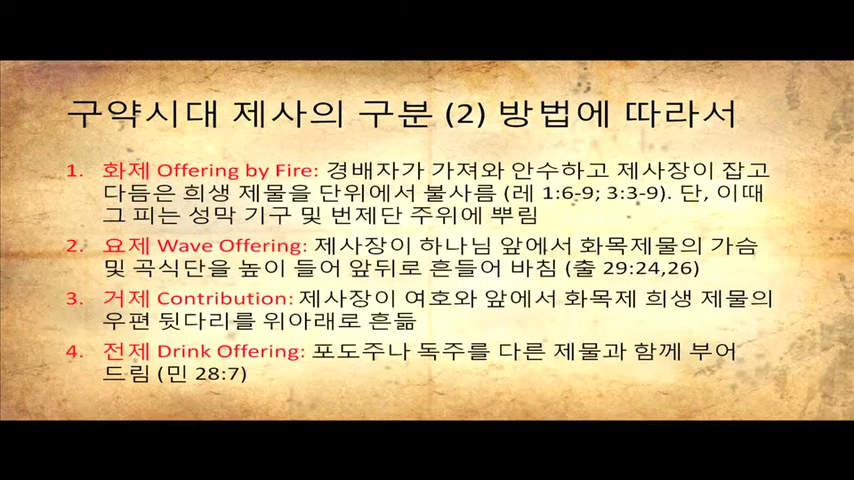 구약시대 제사의 구분 (2) 방법에 따라서
1. 화제 Offering by Fire: 경배자가 가져와 안수하고 제사장이 잡고
다듬은 희생 제물을 단위에서 불사름 (레 1:6-9; 3:3-9). 단, 이때
그 피는 성막 기구 및 번제단 주위에 뿌림
2. 요제 Wave Offering: 제사장이 하나님 앞에서 화목제물의 가슴
및 곡식단을 높이 들어 앞뒤로 흔들어 바침 (출 29:24,26)
3. 거제 Contribution: 제사장이 여호와 앞에서 화목제 희생 제물의
우편 뒷다리를 위아래로 흔듦
4. 전제 Drink Offering: 포도주나 독주를 다른 제물과 함께 부어
드림 (민 28:7)